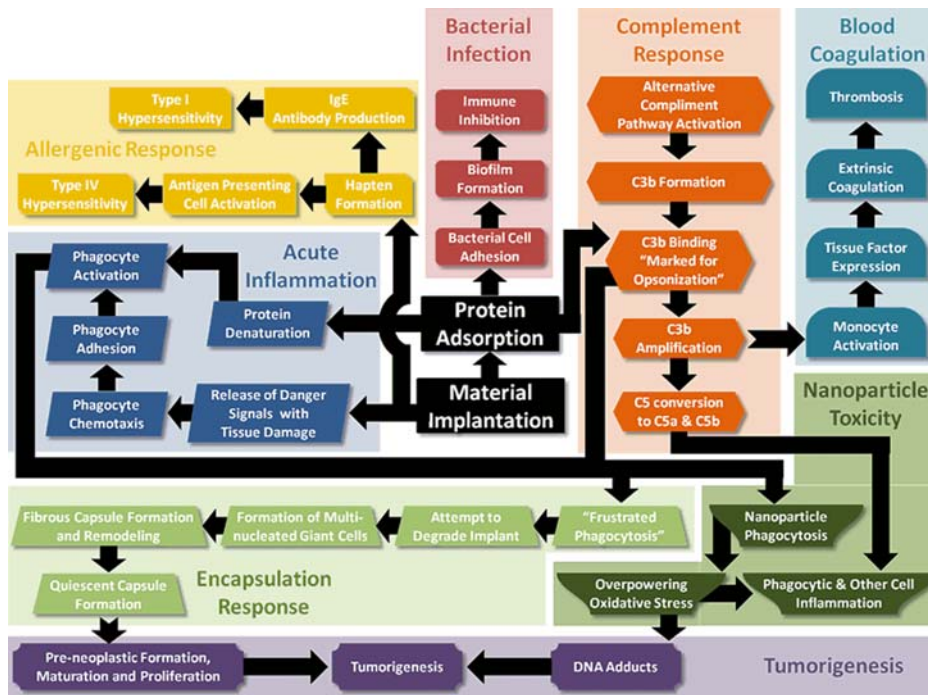 Bacterial
Infection
Complement
Response
Blood
Coagulation
Type I
Hypersensitivity
IgE
Antibody Production
Allergenic Response
Type IV
Hypersensitivity
Antigen Presenting
Cell Activation
Hapten
Formation
Immune
Inhibition
Biofilm
Formation
Bacterial Cell
Adhesion
Alternative
Compliment
Pathway Activation
C3b Formation
C3b Binding
"Marked for
Opsonization"
C3b
Amplification
C5 conversion
to C5a & C5b
Thrombosis
Extrinsic
Coagulation
Tissue Factor
Expression
Monocyte
Activation
Acute
Inflammation
Phagocyte
Activation
Protein
Denaturation
Phagocyte
Adhesion
Phagocyte
Chemotaxis
Release of Danger
Signals with
Tissue Damage
Protein
Adsorption
Material
Implantation
Nanoparticle
Toxicity
Fibrous Capsule Formation
and Remodeling
Formation of Multi-
nucleated Giant Cells
Attempt to
Degrade Implant
"Frustrated
Phagocytosis"
Nanoparticle
Phagocytosis
Quiescent Capsule
Formation
Encapsulation
Response
Overpowering
Oxidative Stress
Phagocytic & Other Cell
Inflammation
Pre-neoplastic Formation,
Maturation and Proliferation
Tumorigenesis
DNA Adducts
Tumorigenesis